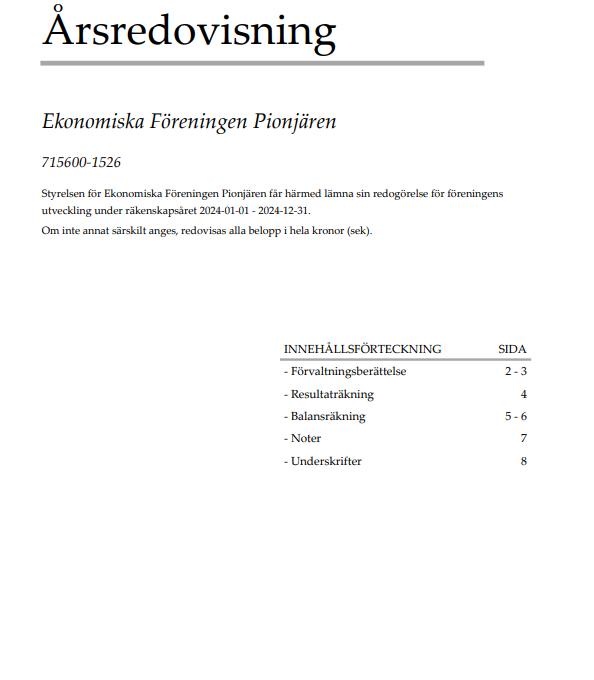 Årsredovisning
Ekonomiska Föreningen Pionjären
715600-1526
Styrelsen för Ekonomiska Föreningen Pionjären får härmed lämna sin redogörelse för föreningens
utveckling under räkenskapsåret 2024-01-01 - 2024-12-31.
Om inte annat särskilt anges, redovisas alla belopp i hela kronor (sek).
INNEHÅLLSFÖRTECKNING SIDA
- Förvaltningsberättelse 2 - 3
- Resultaträkning 4
- Balansräkning 5 - 6
- Noter 7
- Underskrifter 8